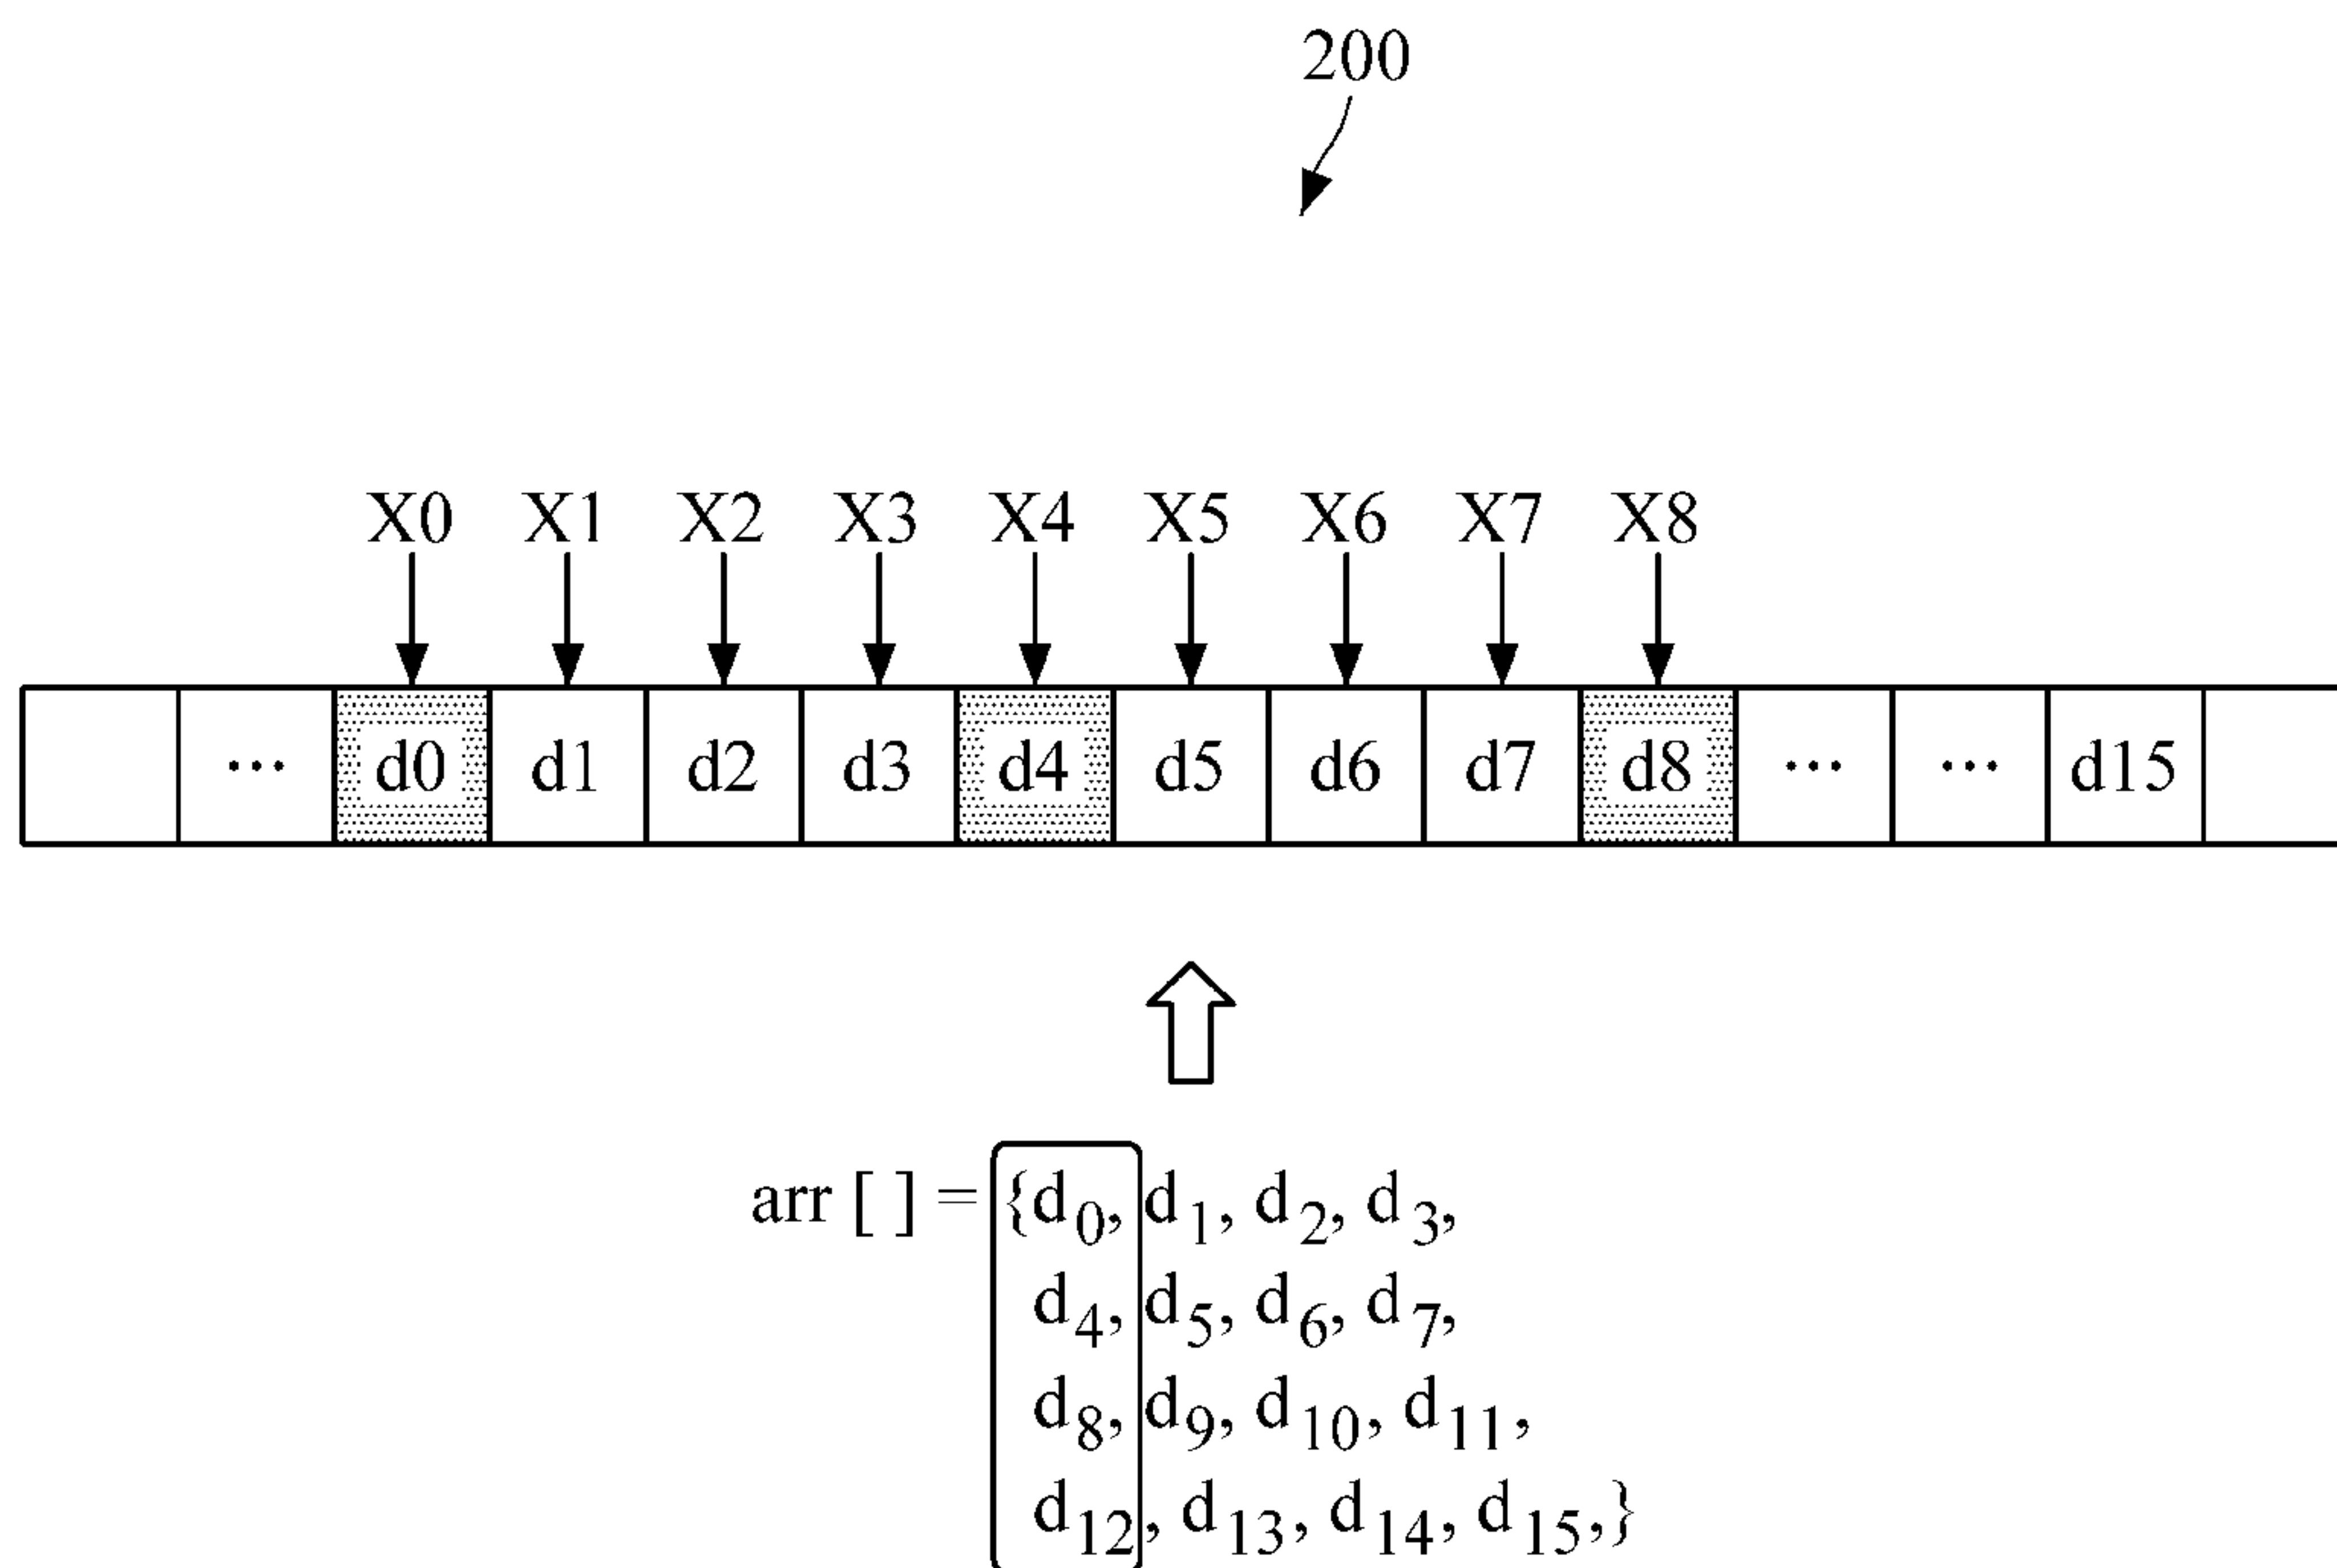 200
X0 X1 X2 X3 X4 X5 X6 X7 X8
... d0 d1 d2 d3 d4 d5 d6 d7 d8 ... ... d15
arr [ ] = {d0, d1, d2, d3,
d4, d5, d6, d7,
d8, d9, d10, d11,
d12, d13, d14, d15,}